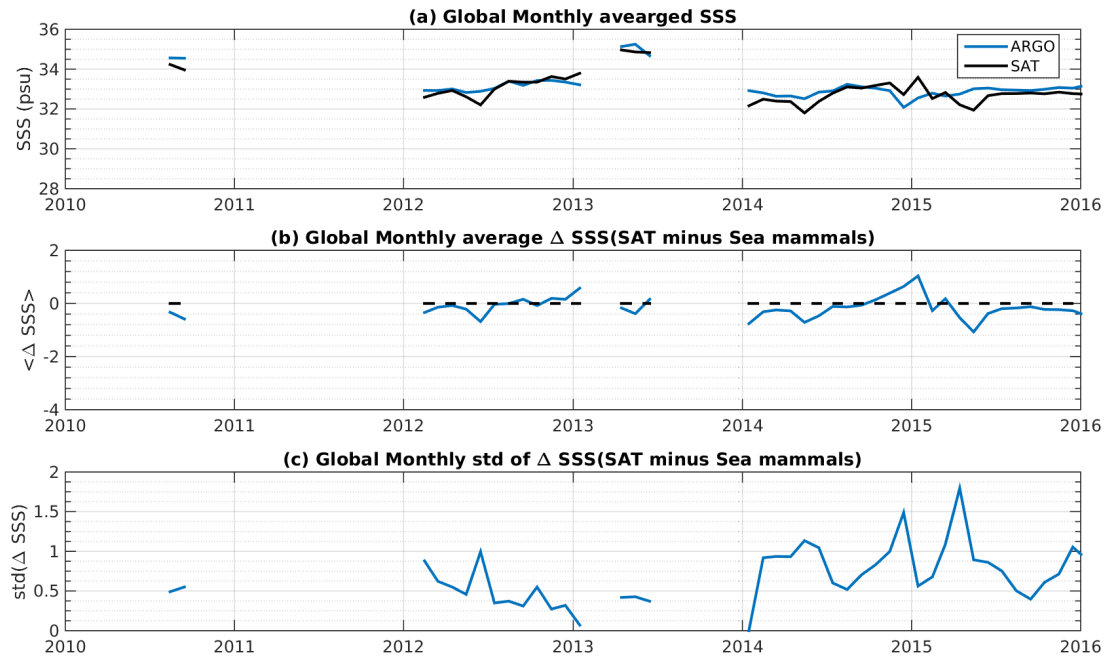 (a) Global Monthly avearged SSS
36
34
32
30
28
SSS (psu)
ARGO
SAT
2010 2011 2012 2013 2014 2015 2016
(b) Global Monthly average Δ SSS(SAT minus Sea mammals)
2
0
-2
-4
<Δ SSS>
2010 2011 2012 2013 2014 2015 2016
(c) Global Monthly std of Δ SSS(SAT minus Sea mammals)
2
1.5
1
0.5
0
std(Δ SSS)
2010 2011 2012 2013 2014 2015 2016